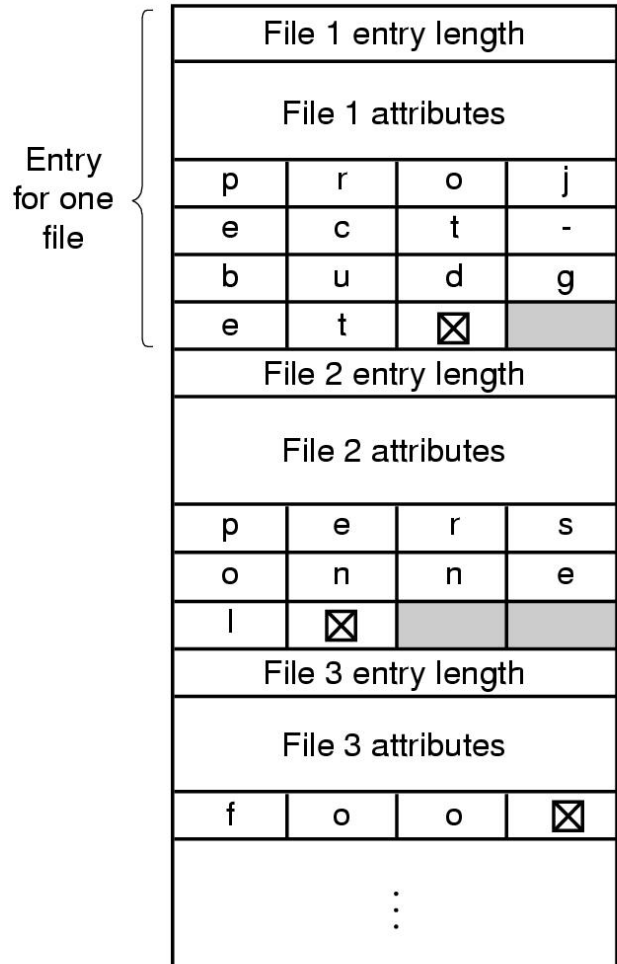 File 1 entry length
File 1 attributes
Entry
for one
file
p r o j
e c t -
b u d g
e t ☒
File 2 entry length
File 2 attributes
p e r s
o n n e
l ☒
File 3 entry length
File 3 attributes
f o o ☒
⋮